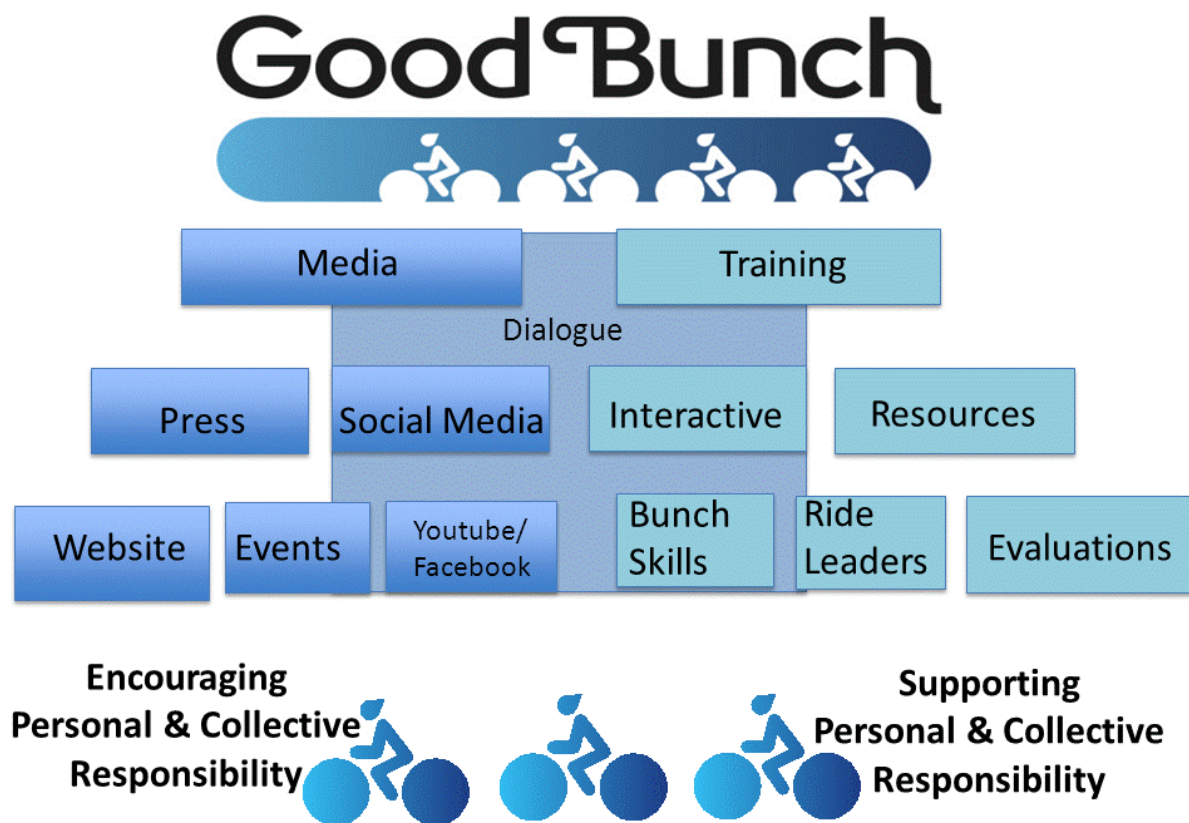 Good Bunch
Media
Training
Dialogue
Press
Social Media
Interactive
Resources
Website
Events
Youtube/
Facebook
Bunch
Skills
Ride
Leaders
Evaluations
Encouraging
Personal & Collective
Responsibility
Supporting
Personal & Collective
Responsibility